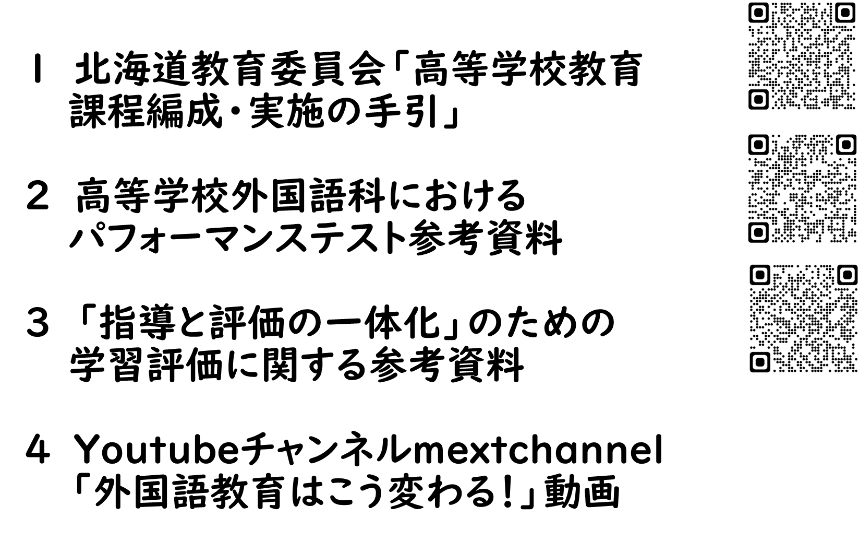 1 北海道教育委員会「高等学校教育
課程編成・実施の手引」
2 高等学校外国語科における
パフォーマンステスト参考資料
3 「指導と評価の一体化」のための
学習評価に関する参考資料
4 Youtubeチャンネルmextchannel
「外国語教育はこう変わる!」動画